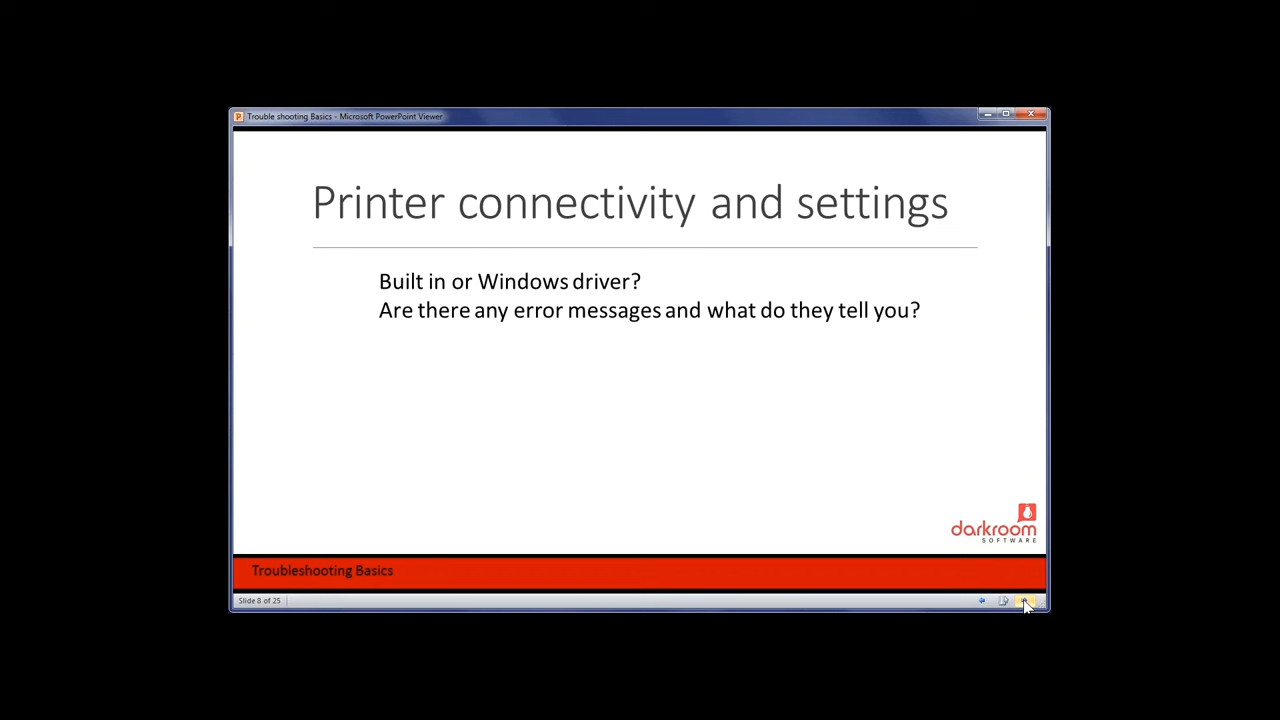 Trouble shooting Basics - Microsoft PowerPoint Viewer
Printer connectivity and settings
Built in or Windows driver?
Are there any error messages and what do they tell you?
darkroom
SOFTWARE
Troubleshooting Basics
Slide 8 of 25